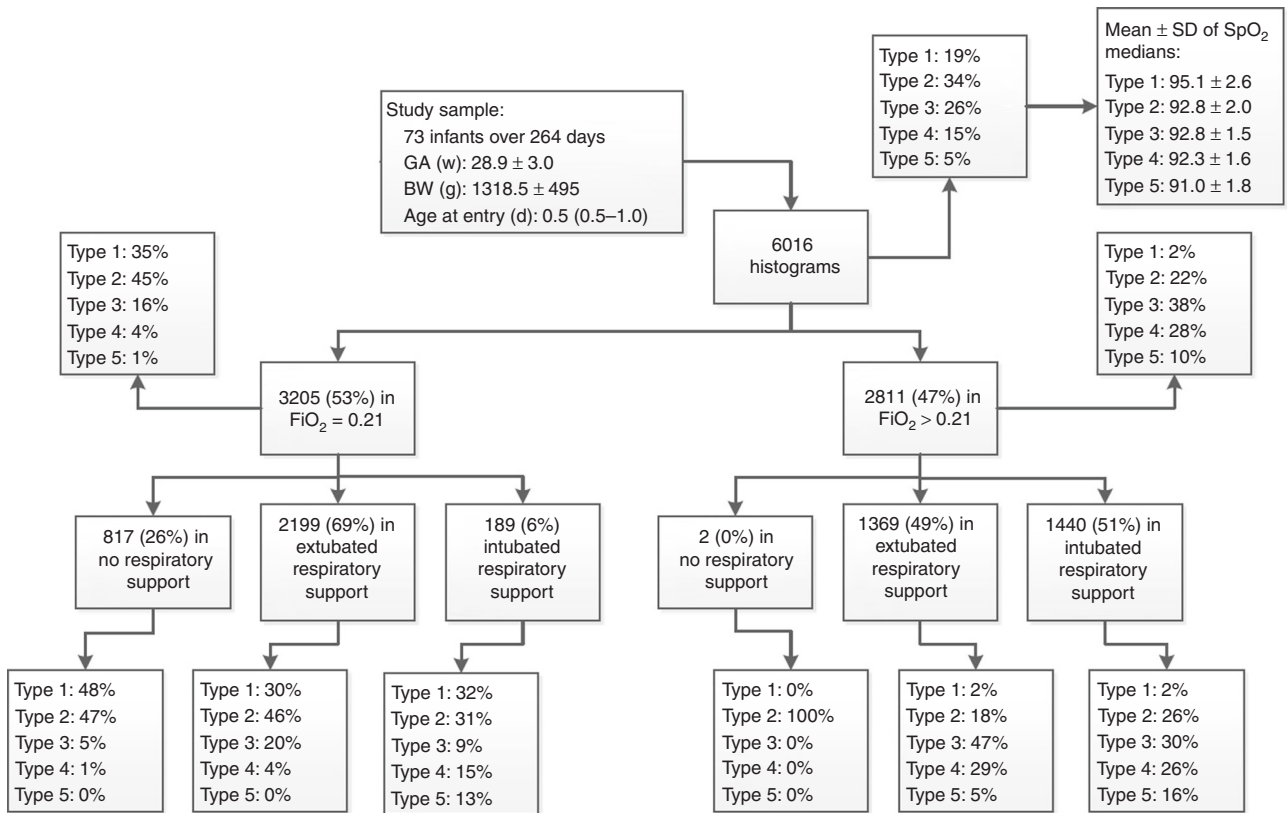 Study sample:
73 infants over 264 days
GA (w): 28.9 ± 3.0
BW (g): 1318.5 ± 495
Age at entry (d): 0.5 (0.5–1.0)
Type 1: 19%
Type 2: 34%
Type 3: 26%
Type 4: 15%
Type 5: 5%
Mean ± SD of SpO2
medians:
Type 1: 95.1 ± 2.6
Type 2: 92.8 ± 2.0
Type 3: 92.8 ± 1.5
Type 4: 92.3 ± 1.6
Type 5: 91.0 ± 1.8
6016
histograms
Type 1: 35%
Type 2: 45%
Type 3: 16%
Type 4: 4%
Type 5: 1%
Type 1: 2%
Type 2: 22%
Type 3: 38%
Type 4: 28%
Type 5: 10%
3205 (53%) in
FiO2 = 0.21
2811 (47%) in
FiO2 > 0.21
817 (26%) in
no respiratory
support
2199 (69%) in
extubated
respiratory
support
189 (6%) in
intubated
respiratory
support
2 (0%) in
no respiratory
support
1369 (49%) in
extubated
respiratory
support
1440 (51%) in
intubated
respiratory
support
Type 1: 48%
Type 2: 47%
Type 3: 5%
Type 4: 1%
Type 5: 0%
Type 1: 30%
Type 2: 46%
Type 3: 20%
Type 4: 4%
Type 5: 0%
Type 1: 32%
Type 2: 31%
Type 3: 9%
Type 4: 15%
Type 5: 13%
Type 1: 0%
Type 2: 100%
Type 3: 0%
Type 4: 0%
Type 5: 0%
Type 1: 2%
Type 2: 18%
Type 3: 47%
Type 4: 29%
Type 5: 5%
Type 1: 2%
Type 2: 26%
Type 3: 30%
Type 4: 26%
Type 5: 16%